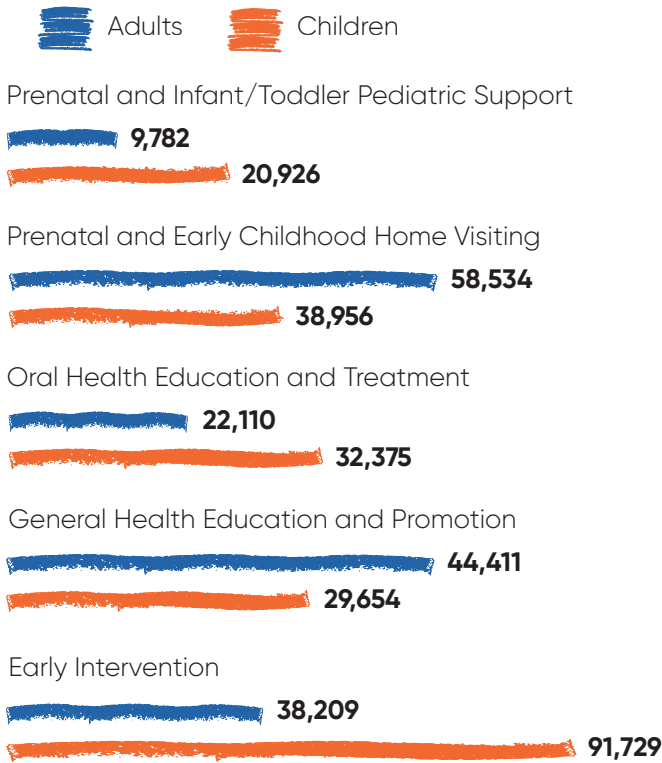 Adults Children
Prenatal and Infant/Toddler Pediatric Support
9,782
20,926
Prenatal and Early Childhood Home Visiting
58,534
38,956
Oral Health Education and Treatment
22,110
32,375
General Health Education and Promotion
44,411
29,654
Early Intervention
38,209
91,729